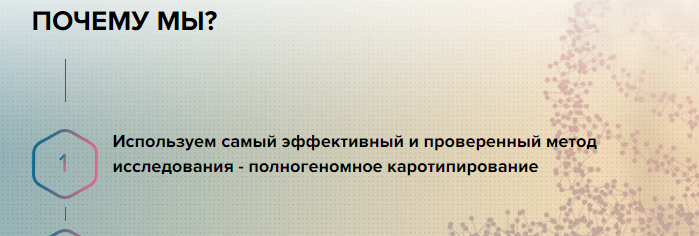 ПОЧЕМУ МЫ?
1
Используем самый эффективный и проверенный метод
исследования - полногеномное каротипирование